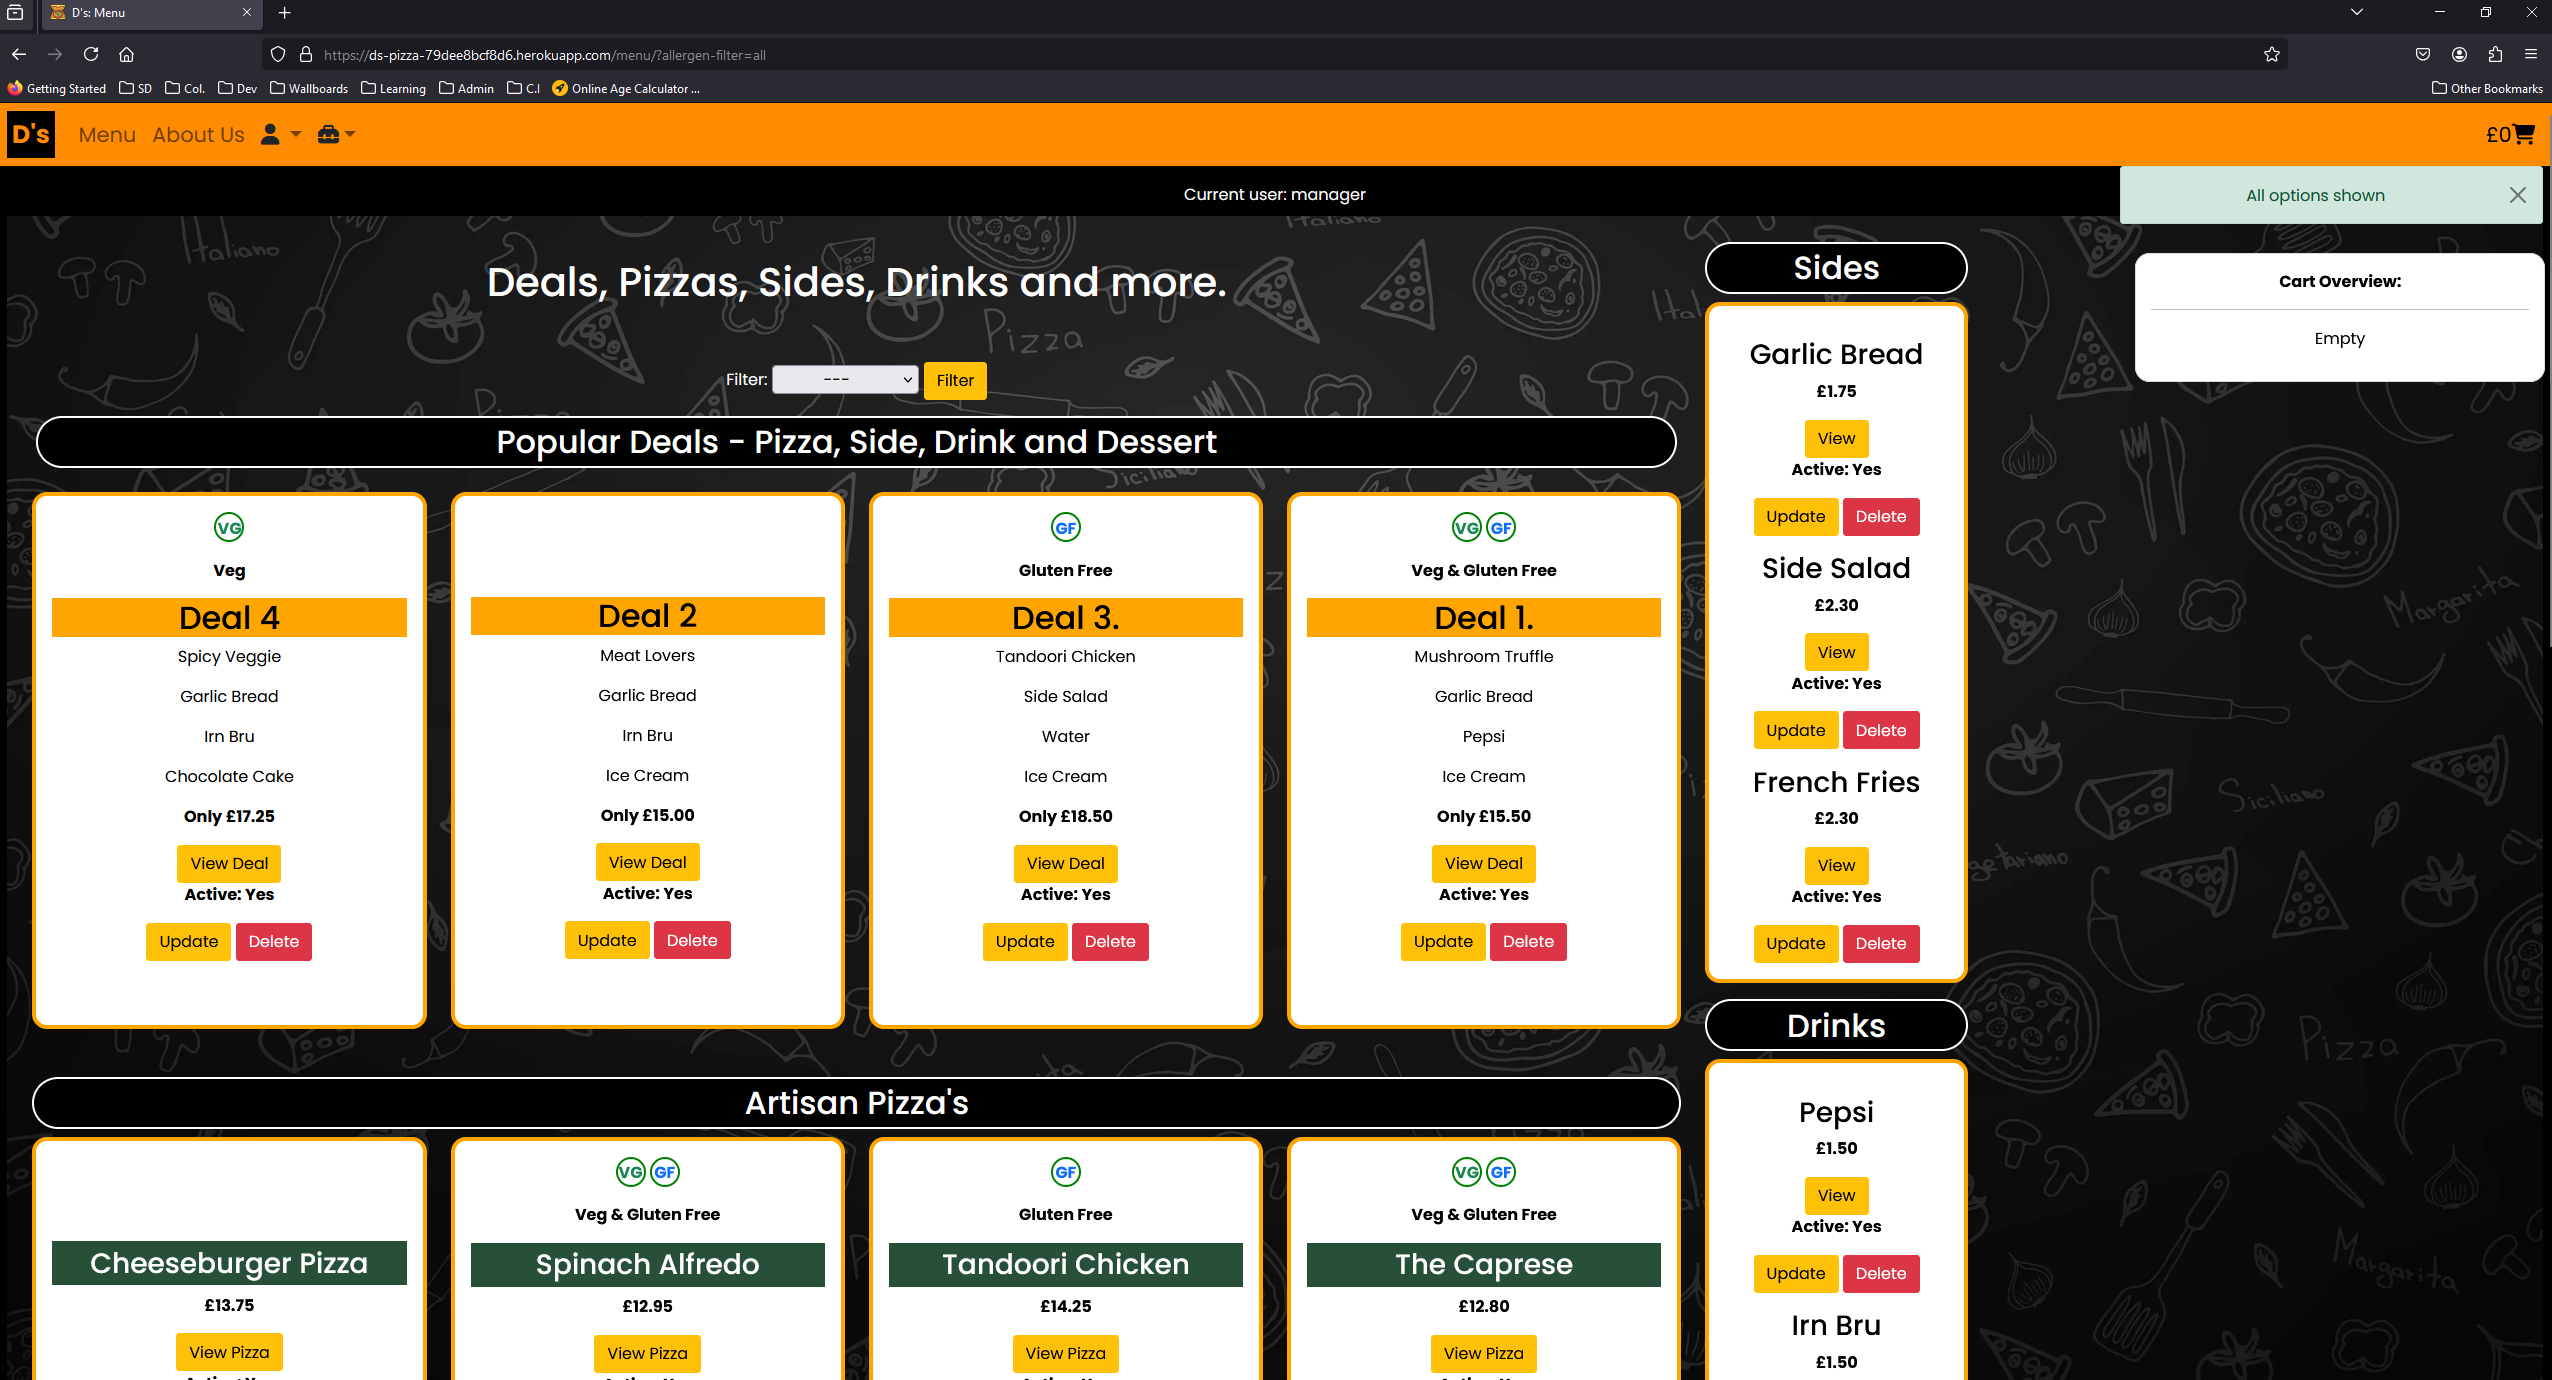 D's: Menu
https://ds-pizza-79dee8bcf8d6.herokuapp.com/menu/?allergen-filter=all
Getting Started SD Col. Dev Wallboards Learning Admin C.I Online Age Calculator ... Other Bookmarks
D's Menu About Us £0
Current user: manager
All options shown
Deals, Pizzas, Sides, Drinks and more.
Filter: --- Filter
Popular Deals - Pizza, Side, Drink and Dessert
VG
Veg
Deal 4
Spicy Veggie
Garlic Bread
Irn Bru
Chocolate Cake
Only £17.25
View Deal
Active: Yes
Update Delete
Deal 2
Meat Lovers
Garlic Bread
Irn Bru
Ice Cream
Only £15.00
View Deal
Active: Yes
Update Delete
GF
Gluten Free
Deal 3.
Tandoori Chicken
Side Salad
Water
Ice Cream
Only £18.50
View Deal
Active: Yes
Update Delete
VG GF
Veg & Gluten Free
Deal 1.
Mushroom Truffle
Garlic Bread
Pepsi
Ice Cream
Only £15.50
View Deal
Active: Yes
Update Delete
Artisan Pizza's
Cheeseburger Pizza
£13.75
View Pizza
VG GF
Veg & Gluten Free
Spinach Alfredo
£12.95
View Pizza
GF
Gluten Free
Tandoori Chicken
£14.25
View Pizza
VG GF
Veg & Gluten Free
The Caprese
£12.80
View Pizza
Sides
Garlic Bread
£1.75
View
Active: Yes
Update Delete
Side Salad
£2.30
View
Active: Yes
Update Delete
French Fries
£2.30
View
Active: Yes
Update Delete
Drinks
Pepsi
£1.50
View
Active: Yes
Update Delete
Irn Bru
£1.50
Cart Overview:
Empty
Italiano
Pizza
Siciliano
Margarita
Siciliano
Pizza
Margarita